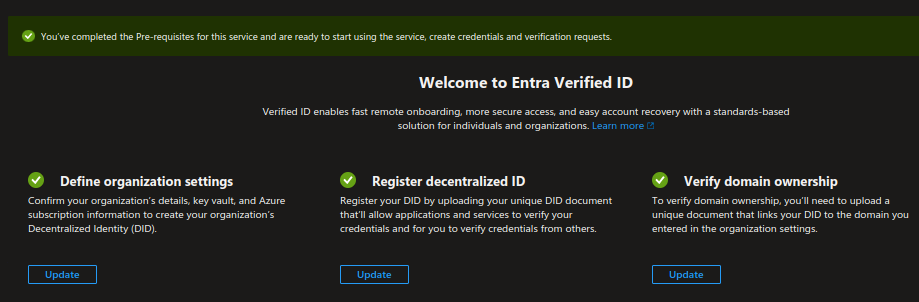 You've completed the Pre-requisites for this service and are ready to start using the service, create credentials and verification requests.
Welcome to Entra Verified ID
Verified ID enables fast remote onboarding, more secure access, and easy account recovery with a standards-based
solution for individuals and organizations. Learn more
Define organization settings
Confirm your organization's details, key vault, and Azure
subscription information to create your organization's
Decentralized Identity (DID).
Update
Register decentralized ID
Register your DID by uploading your unique DID document
that'll allow applications and services to verify your
credentials and for you to verify credentials from others.
Update
Verify domain ownership
To verify domain ownership, you'll need to upload a
unique document that links your DID to the domain you
entered in the organization settings.
Update